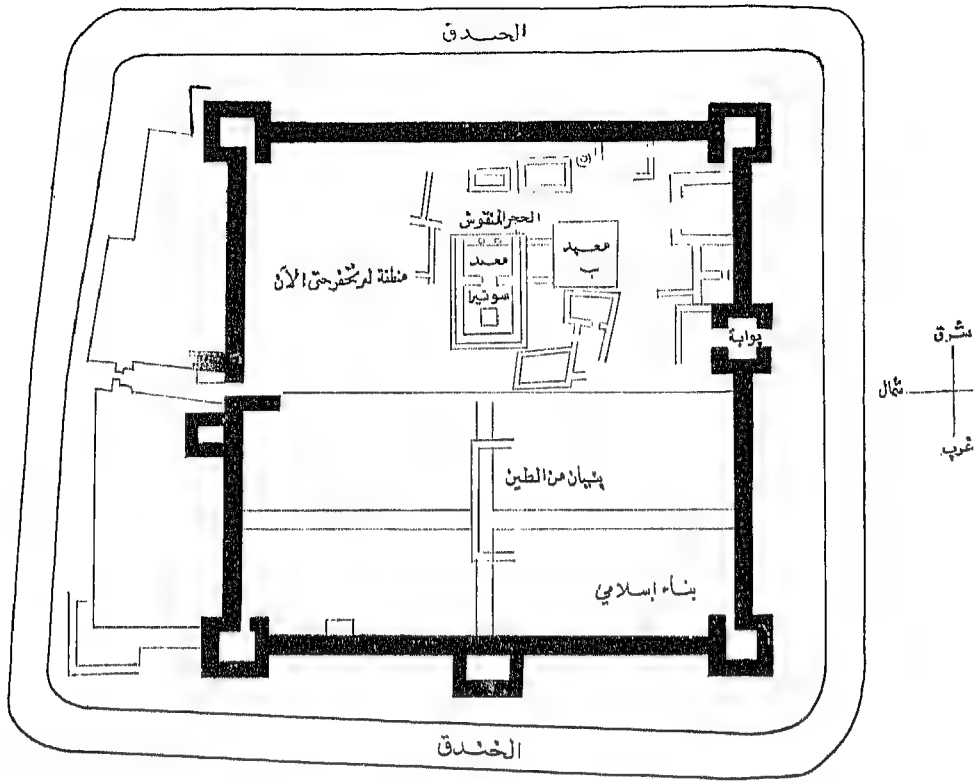 الخندق
الحجر المنقوش
معبد
ب
معبد
سوتيرا
منطقة لم تحفر حتى الآن
بوابة
شرق
شمال
غرب
بنيان من الطين
بناء إسلامي
الخندق